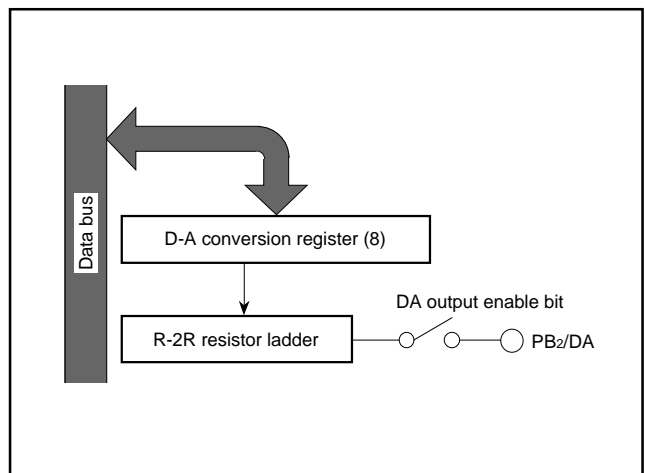 Data bus
D-A conversion register (8)
DA output enable bit
R-2R resistor ladder
PB2/DA